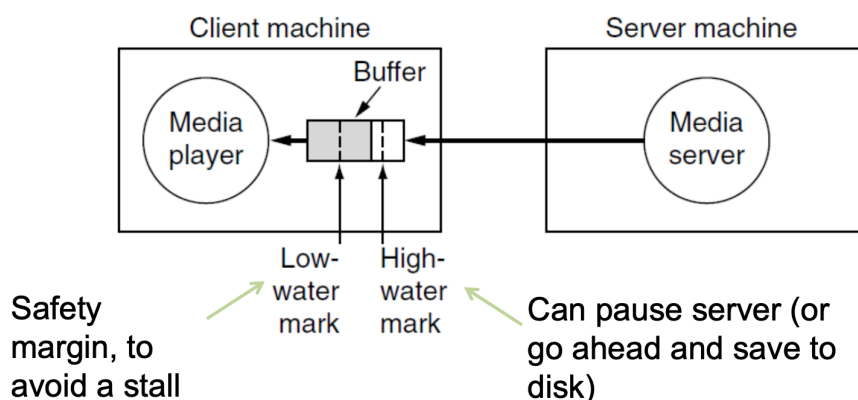 Client machine
Server machine
Buffer
Media
player
Media
server
Low-
water
mark
High-
water
mark
Safety
margin, to
avoid a stall
Can pause server (or
go ahead and save to
disk)